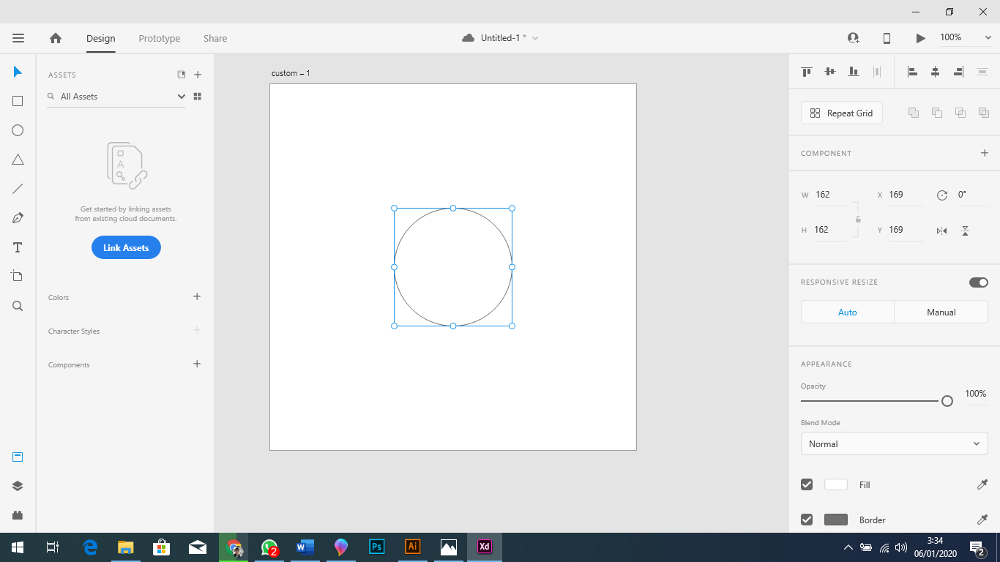 Design
Prototype
Share
Untitled-1 *
100%
ASSETS
All Assets
A
Get started by linking assets
from existing cloud documents.
Link Assets
Colors
Character Styles
Components
custom – 1
Repeat Grid
COMPONENT
W 162 X 169 0°
H 162 Y 169
RESPONSIVE RESIZE
Auto Manual
APPEARANCE
Opacity
100%
Blend Mode
Normal
Fill
Border
2
W
Ps
Ai
Xd
3:34
06/01/2020
2